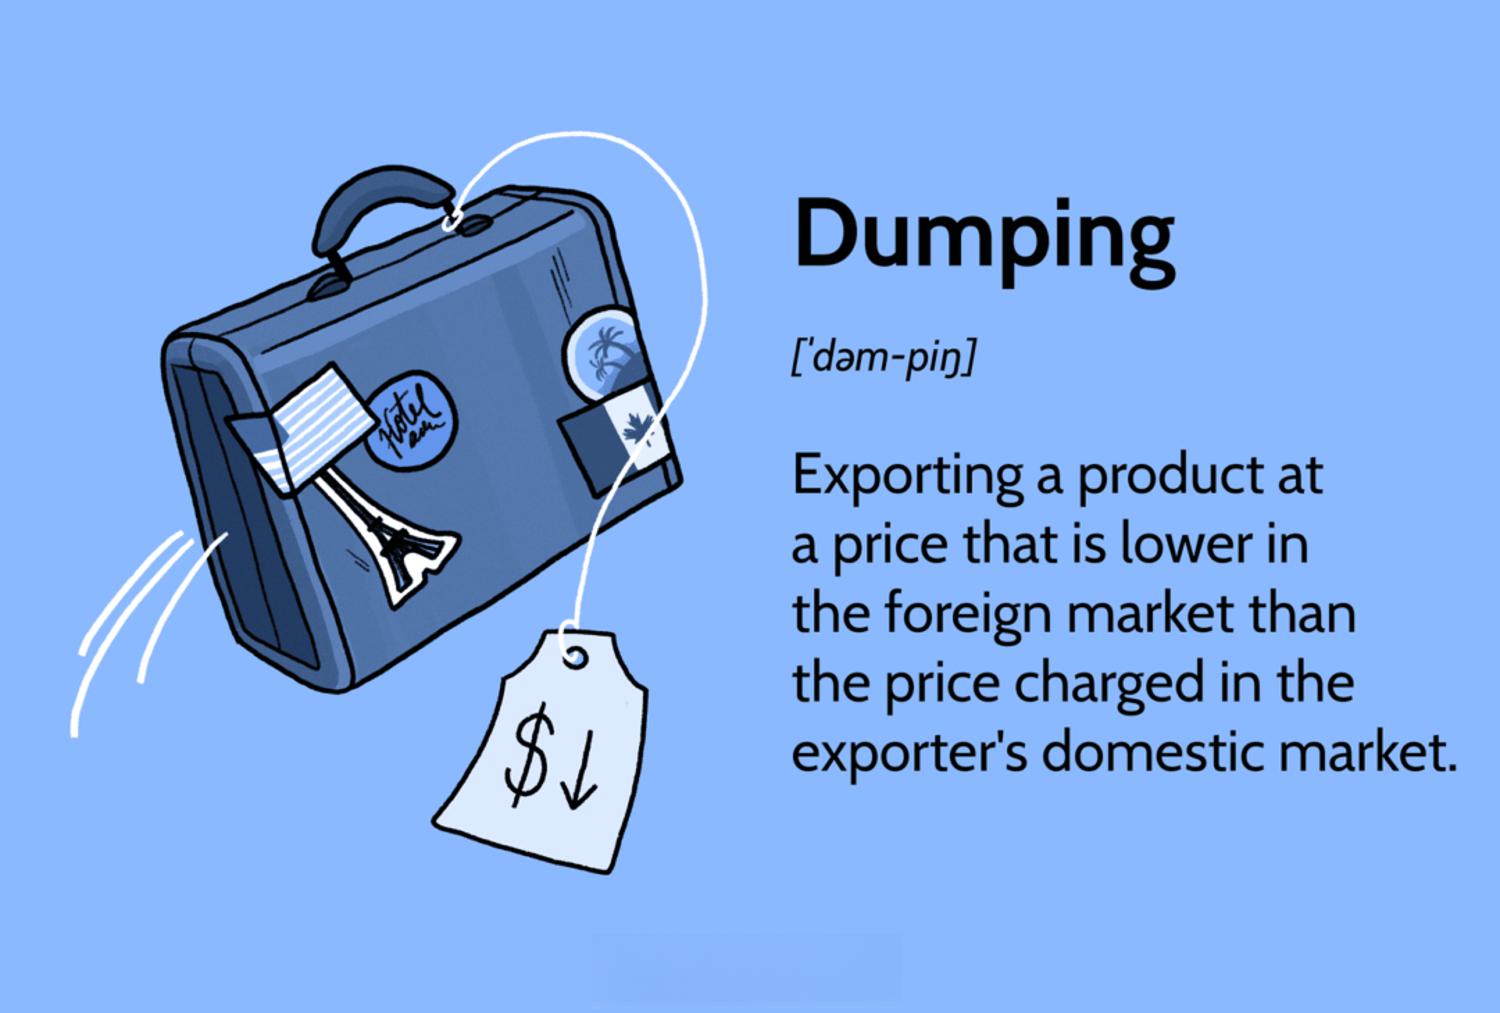 Dumping
['dəm-piŋ]
Exporting a product at
a price that is lower in
the foreign market than
the price charged in the
exporter's domestic market.
Hotel
$↓